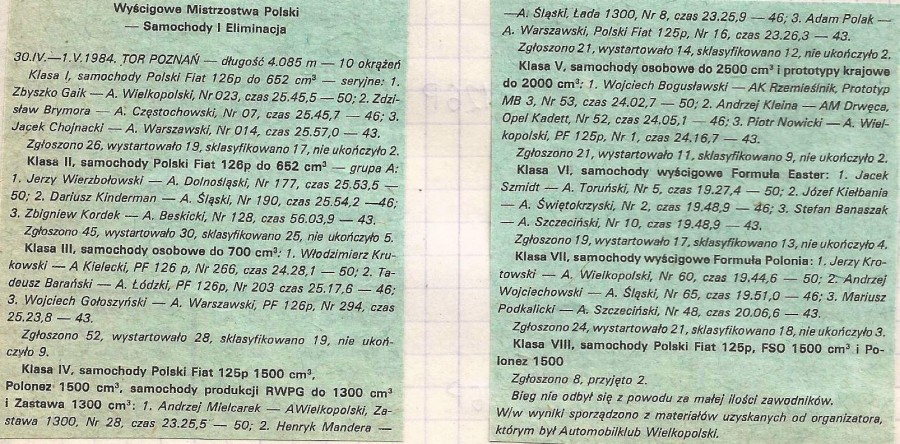 Wyścigowe Mistrzostwa Polski
— Samochody I Eliminacja
30.IV.—1.V.1984. TOR POZNAŃ — długość 4.085 m — 10 okrążeń
Klasa I, samochody Polski Fiat 126p do 652 cm³ — seryjne: 1.
Zbyszko Gaik — A. Wielkopolski, Nr 023, czas 25.45,5 — 50; 2. Zdzi-
sław Brymora — A. Częstochowski, Nr 07, czas 25.45,7 — 46; 3.
Jacek Chojnacki — A. Warszawski, Nr 014, czas 25.57,0 — 43.
Zgłoszono 26, wystartowało 19, sklasyfikowano 17, nie ukończyło 2.
Klasa II, samochody Polski Fiat 126p do 652 cm³ — grupa A:
1. Jerzy Wierzbołowski — A. Dolnośląski, Nr 177, czas 25.53,5 —
50; 2. Dariusz Kinderman — A. Śląski, Nr 190, czas 25.54,2 —46;
3. Zbigniew Kordek — A. Beskicki, Nr 128, czas 56.03,9 — 43.
Zgłoszono 45, wystartowało 30, sklasyfikowano 25, nie ukończyło 5.
Klasa III, samochody osobowe do 700 cm³: 1. Włodzimierz Kru-
kowski — A Kielecki, PF 126 p, Nr 266, czas 24.28,1 — 50; 2. Ta-
deusz Barański — A. Łódzki, PF 126p, Nr 203 czas 25.17,6 — 46;
3. Wojciech Gołoszyński — A. Warszawski, PF 126p, Nr 294, czas
25.23,8 — 43.
Zgłoszono 52, wystartowało 28, sklasyfikowano 19, nie ukoń-
czyło 9.
Klasa IV, samochody Polski Fiat 125p 1500 cm³,
Polonez 1500 cm³, samochody produkcji RWPG do 1300 cm³
i Zastawa 1300 cm³: 1. Andrzej Mielcarek — AWielkopolski, Za-
stawa 1300, Nr 28, czas 23.25,5 — 50; 2. Henryk Mandera —
—A. Śląski, Łada 1300, Nr 8, czas 23.25,9 — 46; 3. Adam Polak —
A. Warszawski, Polski Fiat 125p, Nr 16, czas 23.26,3 — 43.
Zgłoszono 21, wystartowało 14, sklasyfikowano 12, nie ukończyło 2.
Klasa V, samochody osobowe do 2500 cm³ i prototypy krajowe
do 2000 cm³: 1. Wojciech Bogusławski — AK Rzemieślnik, Prototyp
MB 3, Nr 53, czas 24.02,7 — 50; 2. Andrzej Kleina — AM Drwęca,
Opel Kadett, Nr 52, czas 24.05,1 — 46; 3. Piotr Nowicki — A. Wiel-
kopolski, PF 125p, Nr 1, czas 24.16,7 — 43.
Zgłoszono 21, wystartowało 11, sklasyfikowano 9, nie ukończyło 2.
Klasa VI, samochody wyścigowe Formuła Easter: 1. Jacek
Szmidt — A. Toruński, Nr 5, czas 19.27,4 — 50; 2. Józef Kiełbania
— A. Świętokrzyski, Nr 2, czas 19.48,9 — 46; 3. Stefan Banaszak
— A. Szczeciński, Nr 10, czas 19.48,9 — 43.
Zgłoszono 19, wystartowało 17, sklasyfikowano 13, nie ukończyło 4.
Klasa VII, samochody wyścigowe Formuła Polonia: 1. Jerzy Kro-
towski — A. Wielkopolski, Nr 60, czas 19.44,6 — 50; 2. Andrzej
Wojciechowski — A. Śląski, Nr 65, czas 19.51,0 — 46; 3. Mariusz
Podkalicki — A. Szczeciński, Nr 48, czas 20.06,6 — 43.
Zgłoszono 24, wystartowało 21, sklasyfikowano 18, nie ukończyło 3.
Klasa VIII, samochody Polski Fiat 125p, FSO 1500 cm³ i Po-
lonez 1500
Zgłoszono 8, przyjęto 2.
Bieg nie odbył się z powodu za małej ilości zawodników.
W/w wyniki sporządzono z materiałów uzyskanych od organizatora,
którym był Automobilklub Wielkopolski.